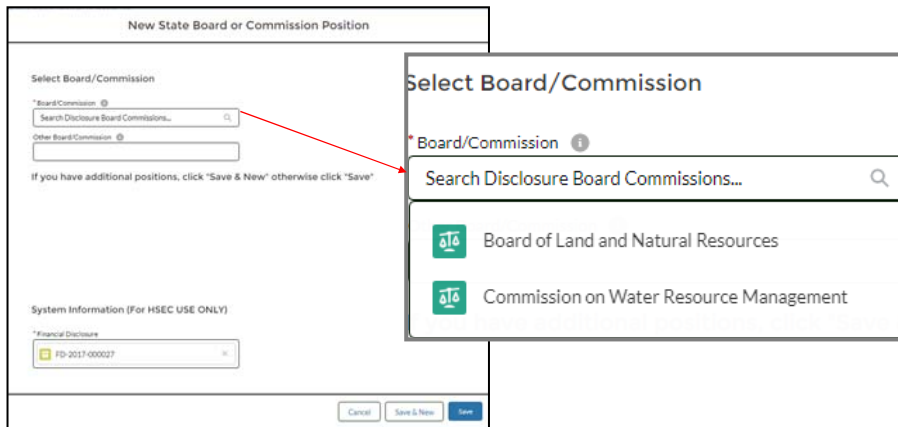 New State Board or Commission Position
Select Board/Commission
* Board/Commission
Search Disclosure Board Commissions...
Other Board/Commission
If you have additional positions, click "Save & New" otherwise click "Save"
System Information (For HSEC USE ONLY)
* Financial Disclosure
FD-2017-000027
Cancel
Save & New
Save
Select Board/Commission
* Board/Commission
Search Disclosure Board Commissions...
Board of Land and Natural Resources
Commission on Water Resource Management